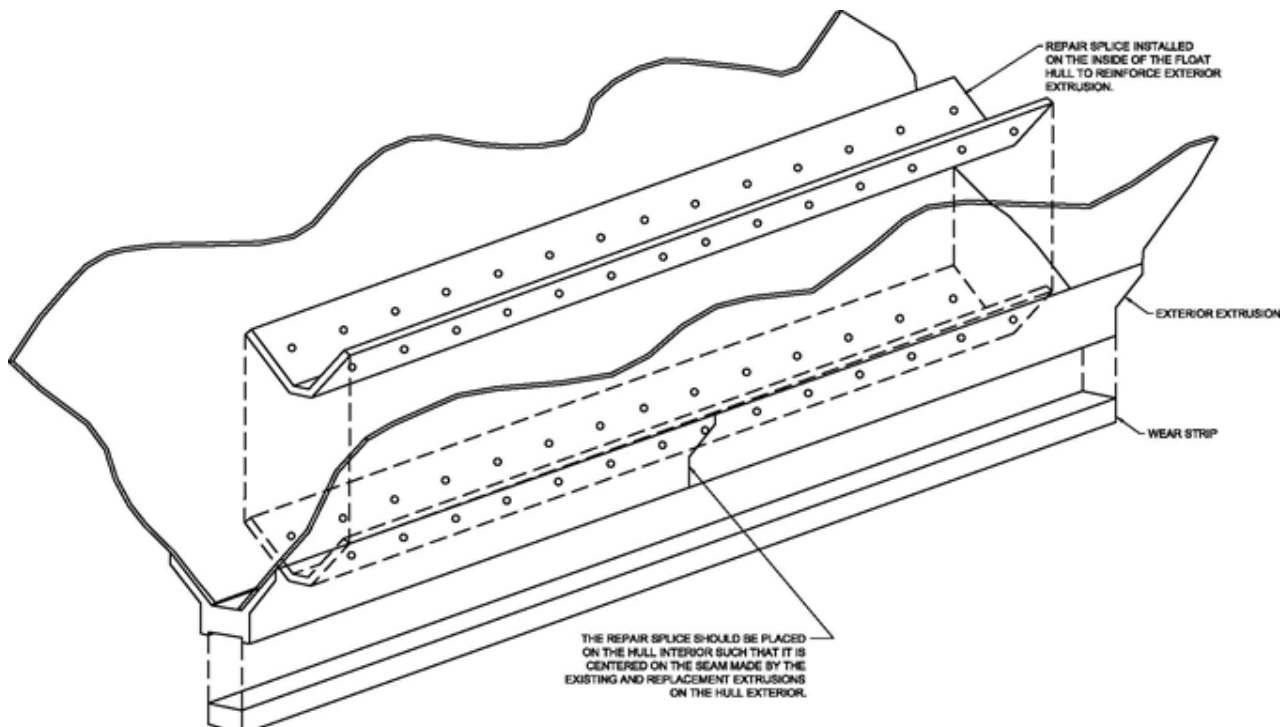 REPAIR SPLICE INSTALLED
ON THE INSIDE OF THE FLOAT
HULL TO REINFORCE EXTERIOR
EXTRUSION.
EXTERIOR EXTRUSION
WEAR STRIP
THE REPAIR SPLICE SHOULD BE PLACED
ON THE HULL INTERIOR SUCH THAT IT IS
CENTERED ON THE SEAM MADE BY THE
EXISTING AND REPLACEMENT EXTRUSIONS
ON THE HULL EXTERIOR.